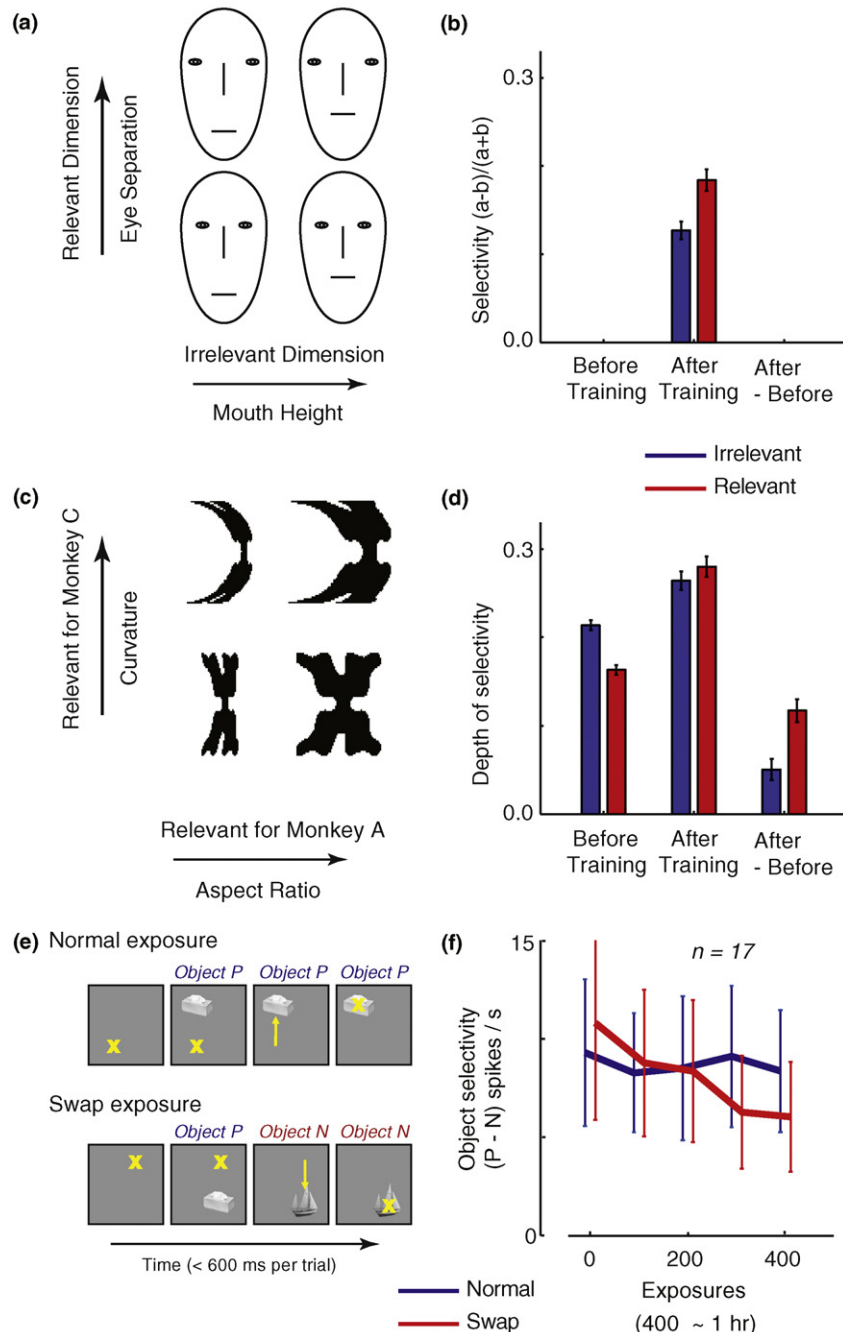 (a)
Relevant Dimension
Eye Separation
Irrelevant Dimension
Mouth Height
(b)
Selectivity (a-b)/(a+b)
0.3
0.0
Before
Training
After
Training
After
- Before
Irrelevant
Relevant
(c)
Relevant for Monkey C
Curvature
Relevant for Monkey A
Aspect Ratio
(d)
Depth of selectivity
0.3
0.0
Before
Training
After
Training
After
- Before
(e)
Normal exposure
Object P
Object P
Object P
X
X
X
Swap exposure
Object P
Object N
Object N
X
X
X
Time (< 600 ms per trial)
(f)
n = 17
Object selectivity
(P - N) spikes / s
15
0
0
200
400
Exposures
(400 ~ 1 hr)
Normal
Swap